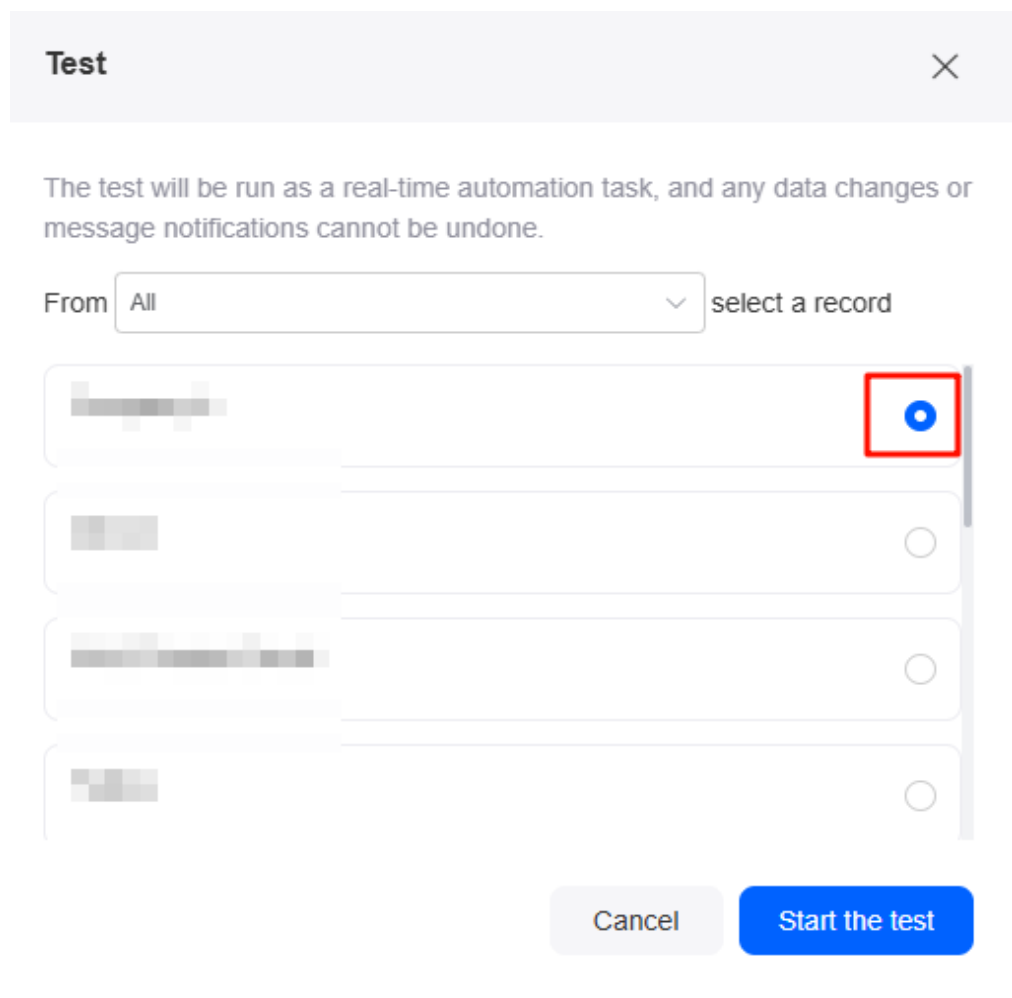 Test
The test will be run as a real-time automation task, and any data changes or
message notifications cannot be undone.
From All select a record
Cancel Start the test